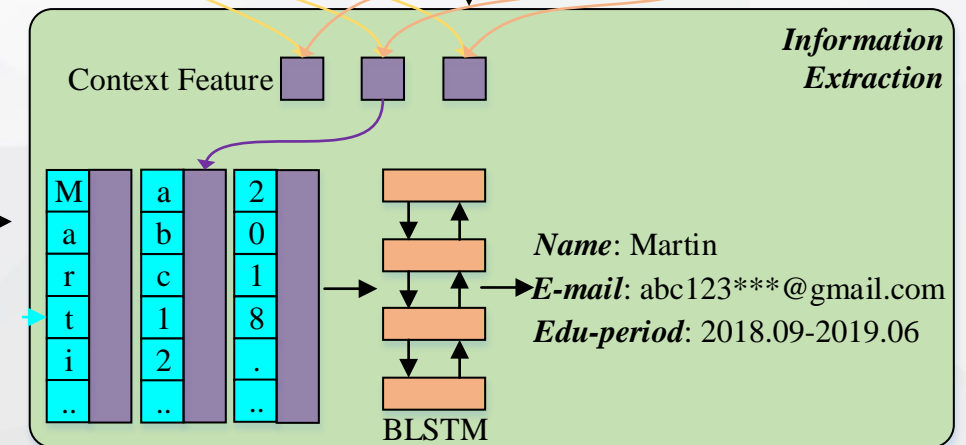 Information
Extraction
Context Feature
M a 2
a b 0
r c 1
t 1 8
i 2 .
.. .. ..
Name: Martin
E-mail: abc123***@gmail.com
Edu-period: 2018.09-2019.06
BLSTM